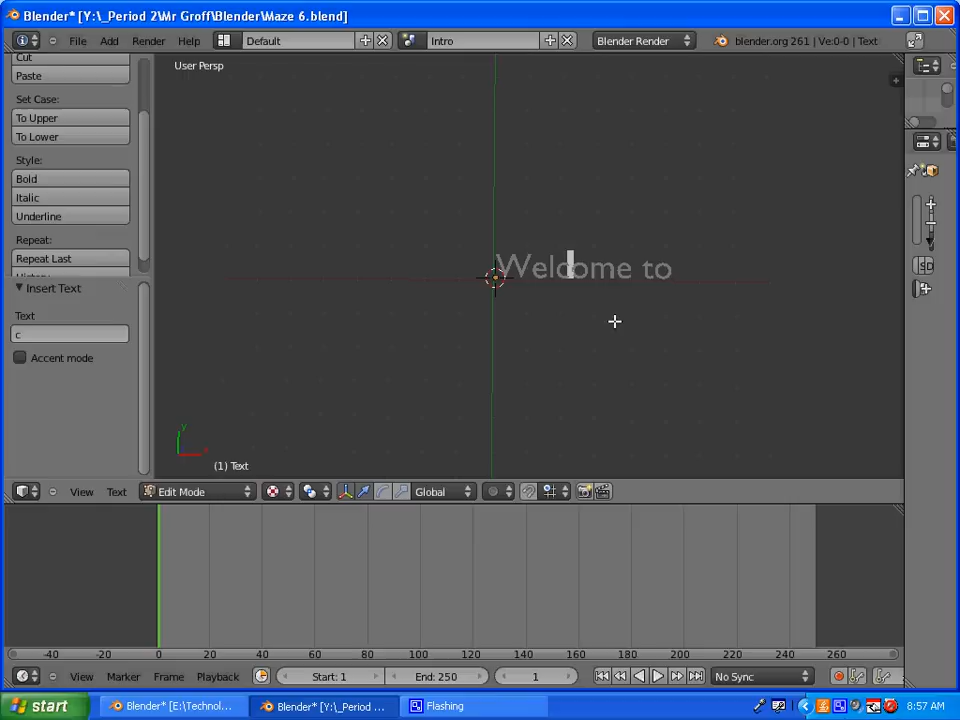 Blender* [Y:\_Period 2\Mr Groff\Blender\Maze 6.blend]
File Add Render Help Default Intro Blender Render blender.org 261 | Ve:0-0 | Text
User Persp
Cut
Paste
Set Case:
To Upper
To Lower
Style:
Bold
Italic
Underline
Repeat:
Repeat Last
History
Insert Text
Text
c
Accent mode
Welcome to
y
x
(1) Text
SD
View Text Edit Mode Global
-40 -20 0 20 40 60 80 100 120 140 160 180 200 220 240 260
View Marker Frame Playback Start: 1 End: 250 1 No Sync
start Blender* [E:\Technol... Blender* [Y:\_Period ... Flashing 8:57 AM